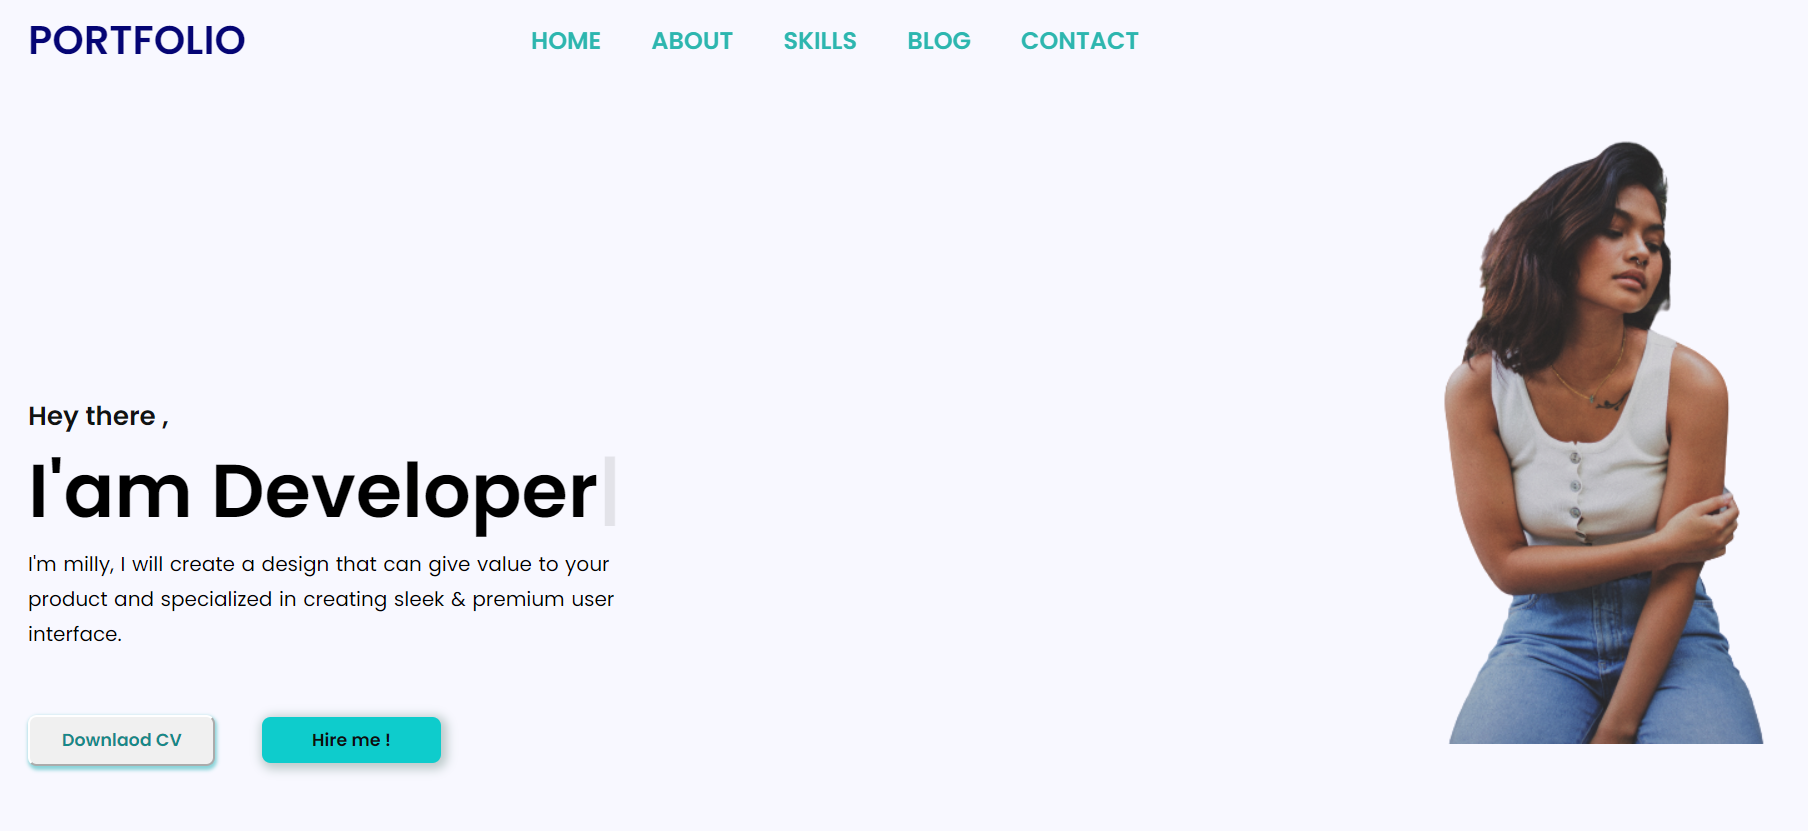 PORTFOLIO
HOME ABOUT SKILLS BLOG CONTACT
Hey there ,
I'am Developer
I'm milly, I will create a design that can give value to your
product and specialized in creating sleek & premium user
interface.
Downlaod CV
Hire me !